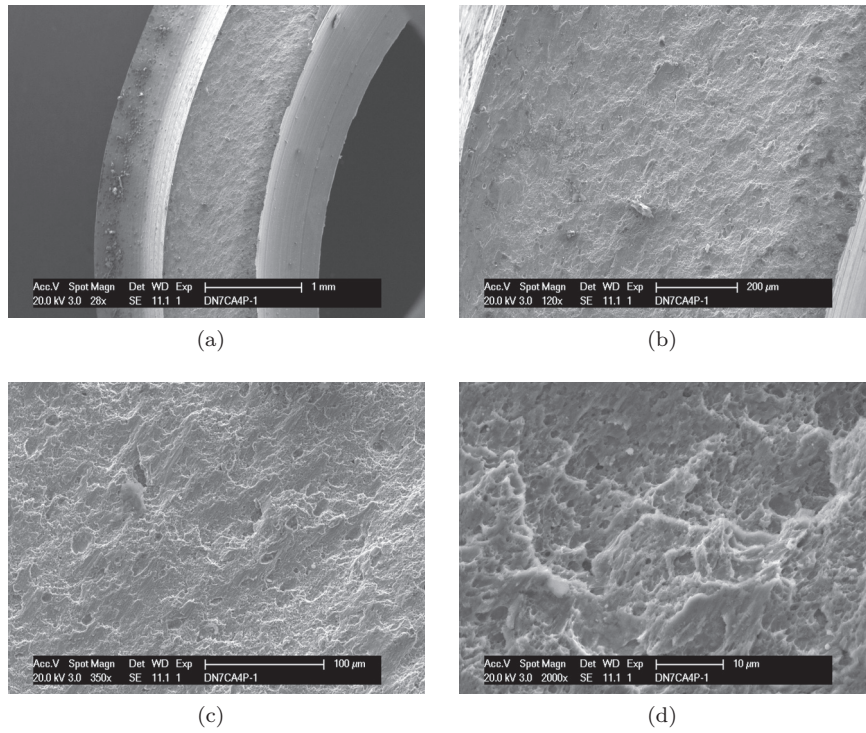 Acc.V Spot Magn Det WD Exp 1 mm
20.0 kV 3.0 28x SE 11.1 1 DN7CA4P-1
(a)
Acc.V Spot Magn Det WD Exp 200 µm
20.0 kV 3.0 120x SE 11.1 1 DN7CA4P-1
(b)
Acc.V Spot Magn Det WD Exp 100 µm
20.0 kV 3.0 350x SE 11.1 1 DN7CA4P-1
(c)
Acc.V Spot Magn Det WD Exp 10 µm
20.0 kV 3.0 2000x SE 11.1 1 DN7CA4P-1
(d)